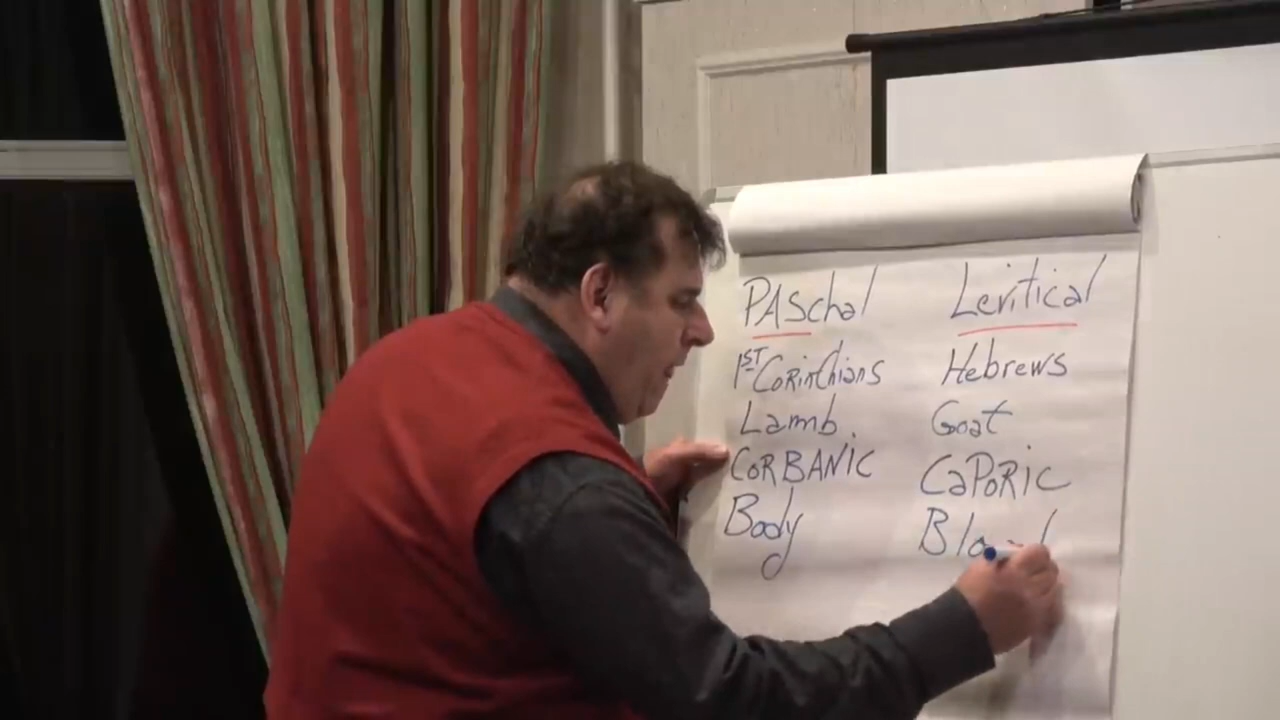 PASchal Levitical
1ST Corinthians Hebrews
Lamb Goat
CORBANIC CaPORIC
Body